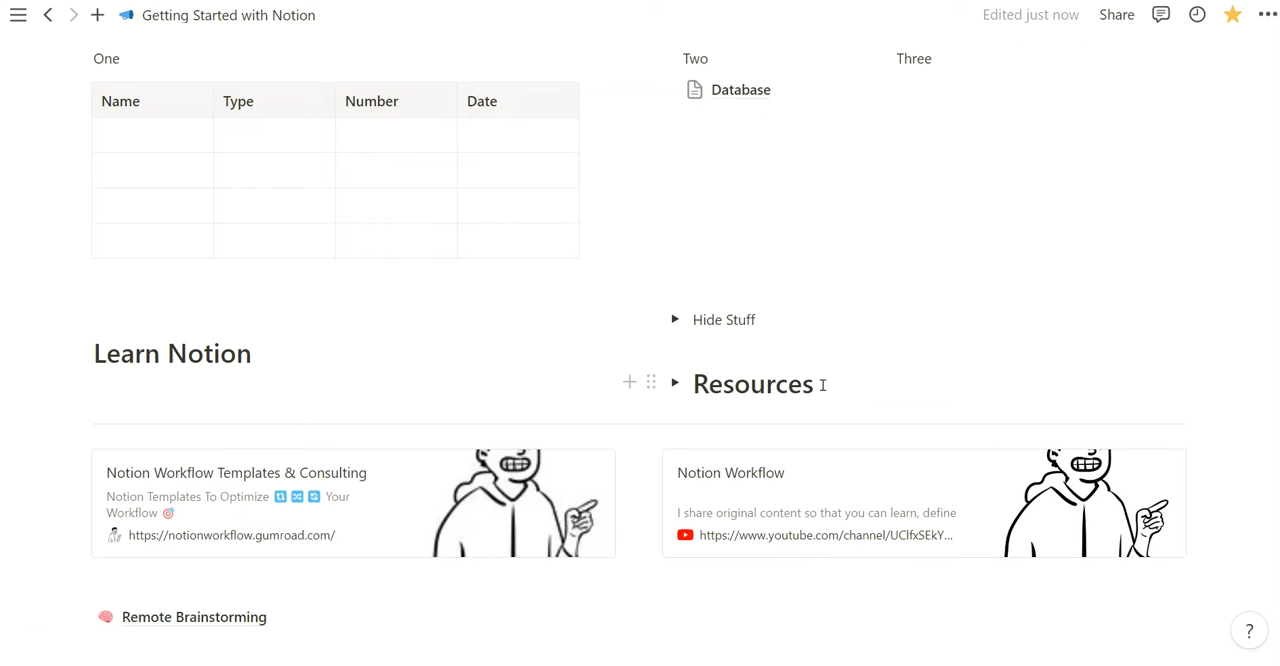 Getting Started with Notion
Edited just now
Share
One
Two
Three
Name
Type
Number
Date
Database
Hide Stuff
Learn Notion
Resources
Notion Workflow Templates & Consulting
Notion Templates To Optimize 🔃 🔀 🔄 Your
Workflow 🎯
https://notionworkflow.gumroad.com/
Notion Workflow
I share original content so that you can learn, define
https://www.youtube.com/channel/UClfxSEkY...
Remote Brainstorming
?